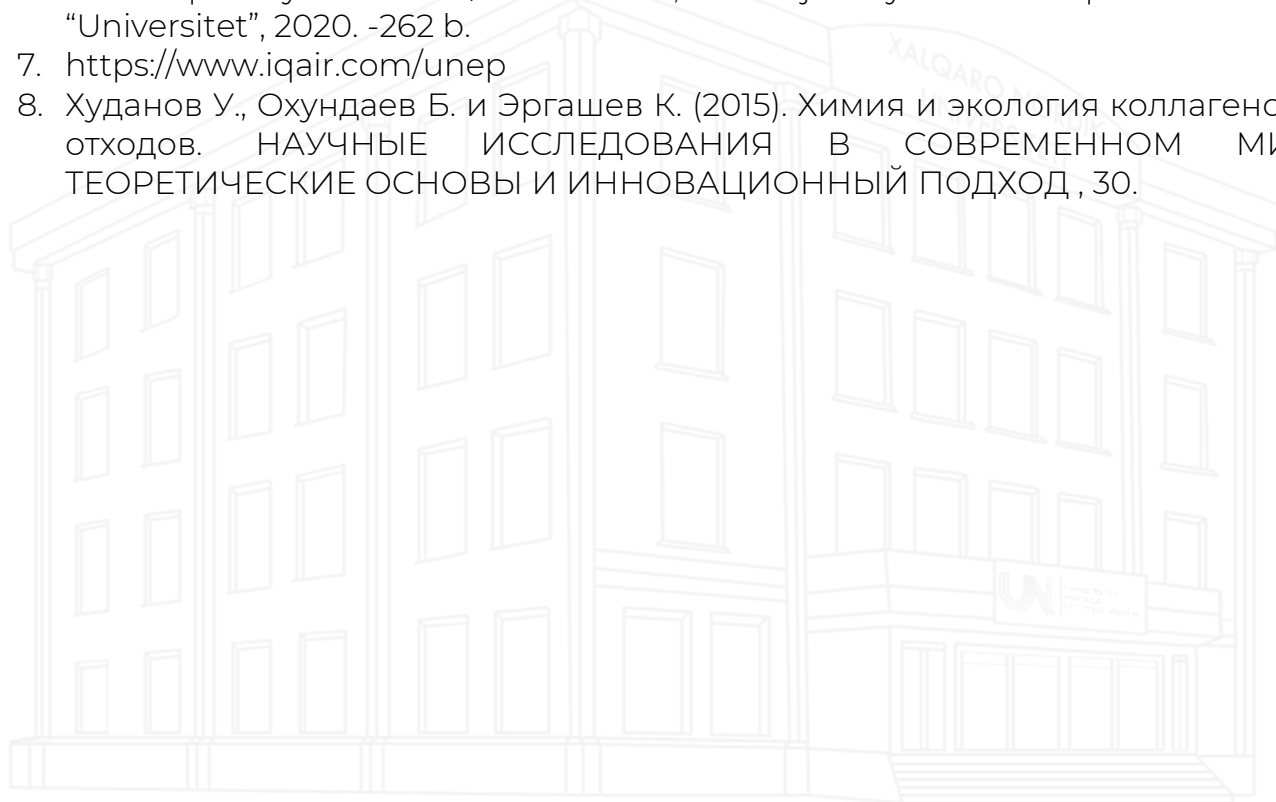 “Universitet”, 2020. -262 b.
7. https://www.iqair.com/unep
8. Худанов У., Охундаев Б. и Эргашев К. (2015). Химия и экология
отходов. НАУЧНЫЕ ИССЛЕДОВАНИЯ В СОВРЕМЕННОМ
ТЕОРЕТИЧЕСКИЕ ОСНОВЫ И ИННОВАЦИОННЫЙ ПОДХОД , 30.
XALQARO